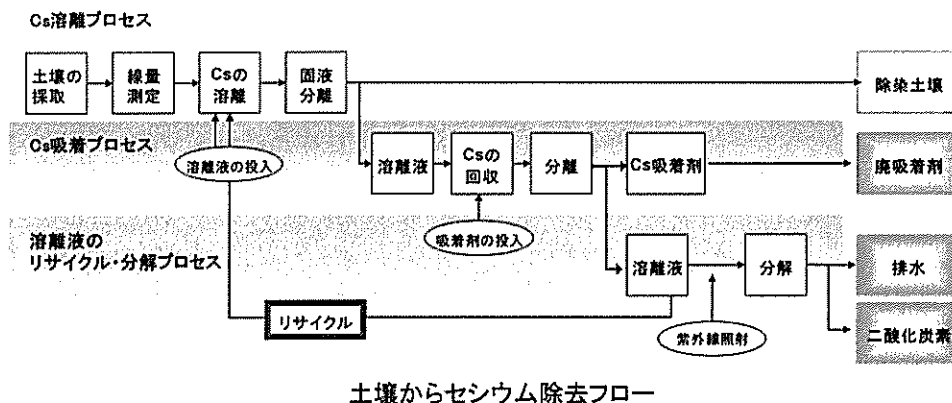 Cs溶離プロセス
土壌の
採取
線量
測定
Csの
溶離
固液
分離
除染土壌
Cs吸着プロセス
溶離液の投入
溶離液
Csの
回収
分離
Cs吸着剤
廃吸着剤
吸着剤の投入
溶離液の
リサイクル・分解プロセス
溶離液
分解
排水
リサイクル
紫外線照射
二酸化炭素
土壌からセシウム除去フロー